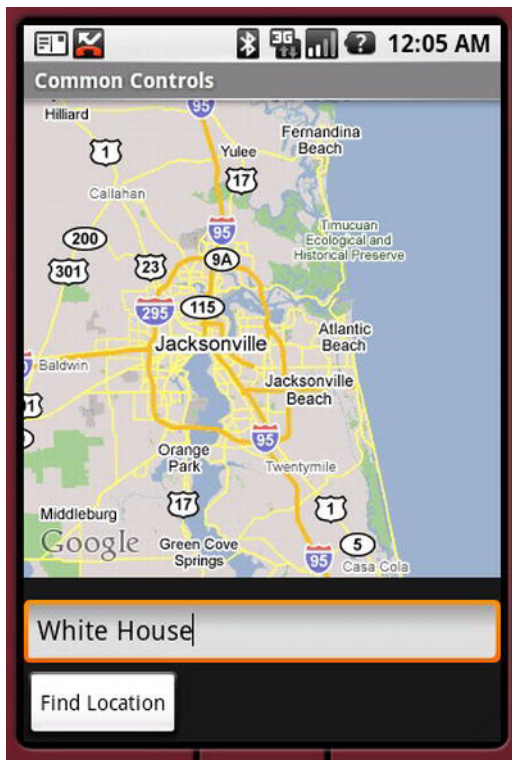 3G 12:05 AM
Common Controls
Hilliard
95
Fernandina
Beach
1
Yulee
17
Callahan
200
95
Timucuan
Ecological and
Historical Preserve
301
23
9A
295
115
Jacksonville
Atlantic
Beach
Baldwin
Jacksonville
Beach
95
Orange
Park
Twentymile
Middleburg
17
1
Google
Green Cove
Springs
5
95
Casa Cola
White House
Find Location